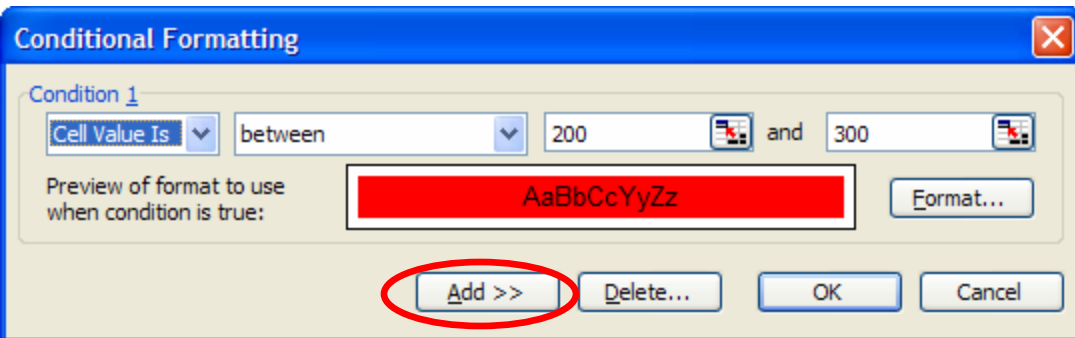 Conditional Formatting
Condition 1
Cell Value Is between 200 and 300
Preview of format to use
when condition is true:
AaBbCcYyZz
Format...
Add >> Delete... OK Cancel